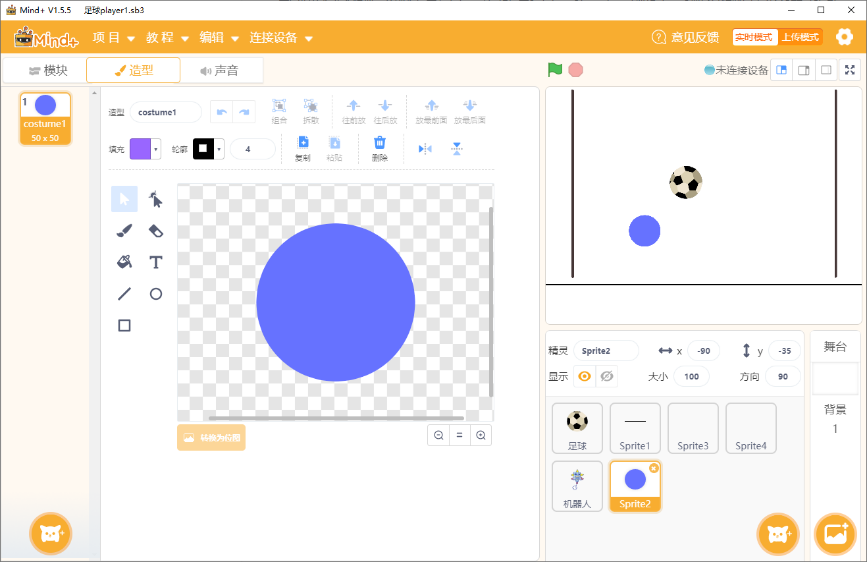 Mind+ V1.5.5 足球player1.sb3
Mind+ 项目 教程 编辑 连接设备 意见反馈 实时模式 上传模式
模块 造型 声音 未连接设备
1
costume1
50 x 50
造型 costume1 组合 拆散 往前放 往后放 放最前面 放最后面
填充 轮廓 4 复制 粘贴 删除
T
转换为位图
精灵 Sprite2 x -90 y -35
显示 大小 100 方向 90
舞台
背景
1
足球 Sprite1 Sprite3 Sprite4
机器人 Sprite2